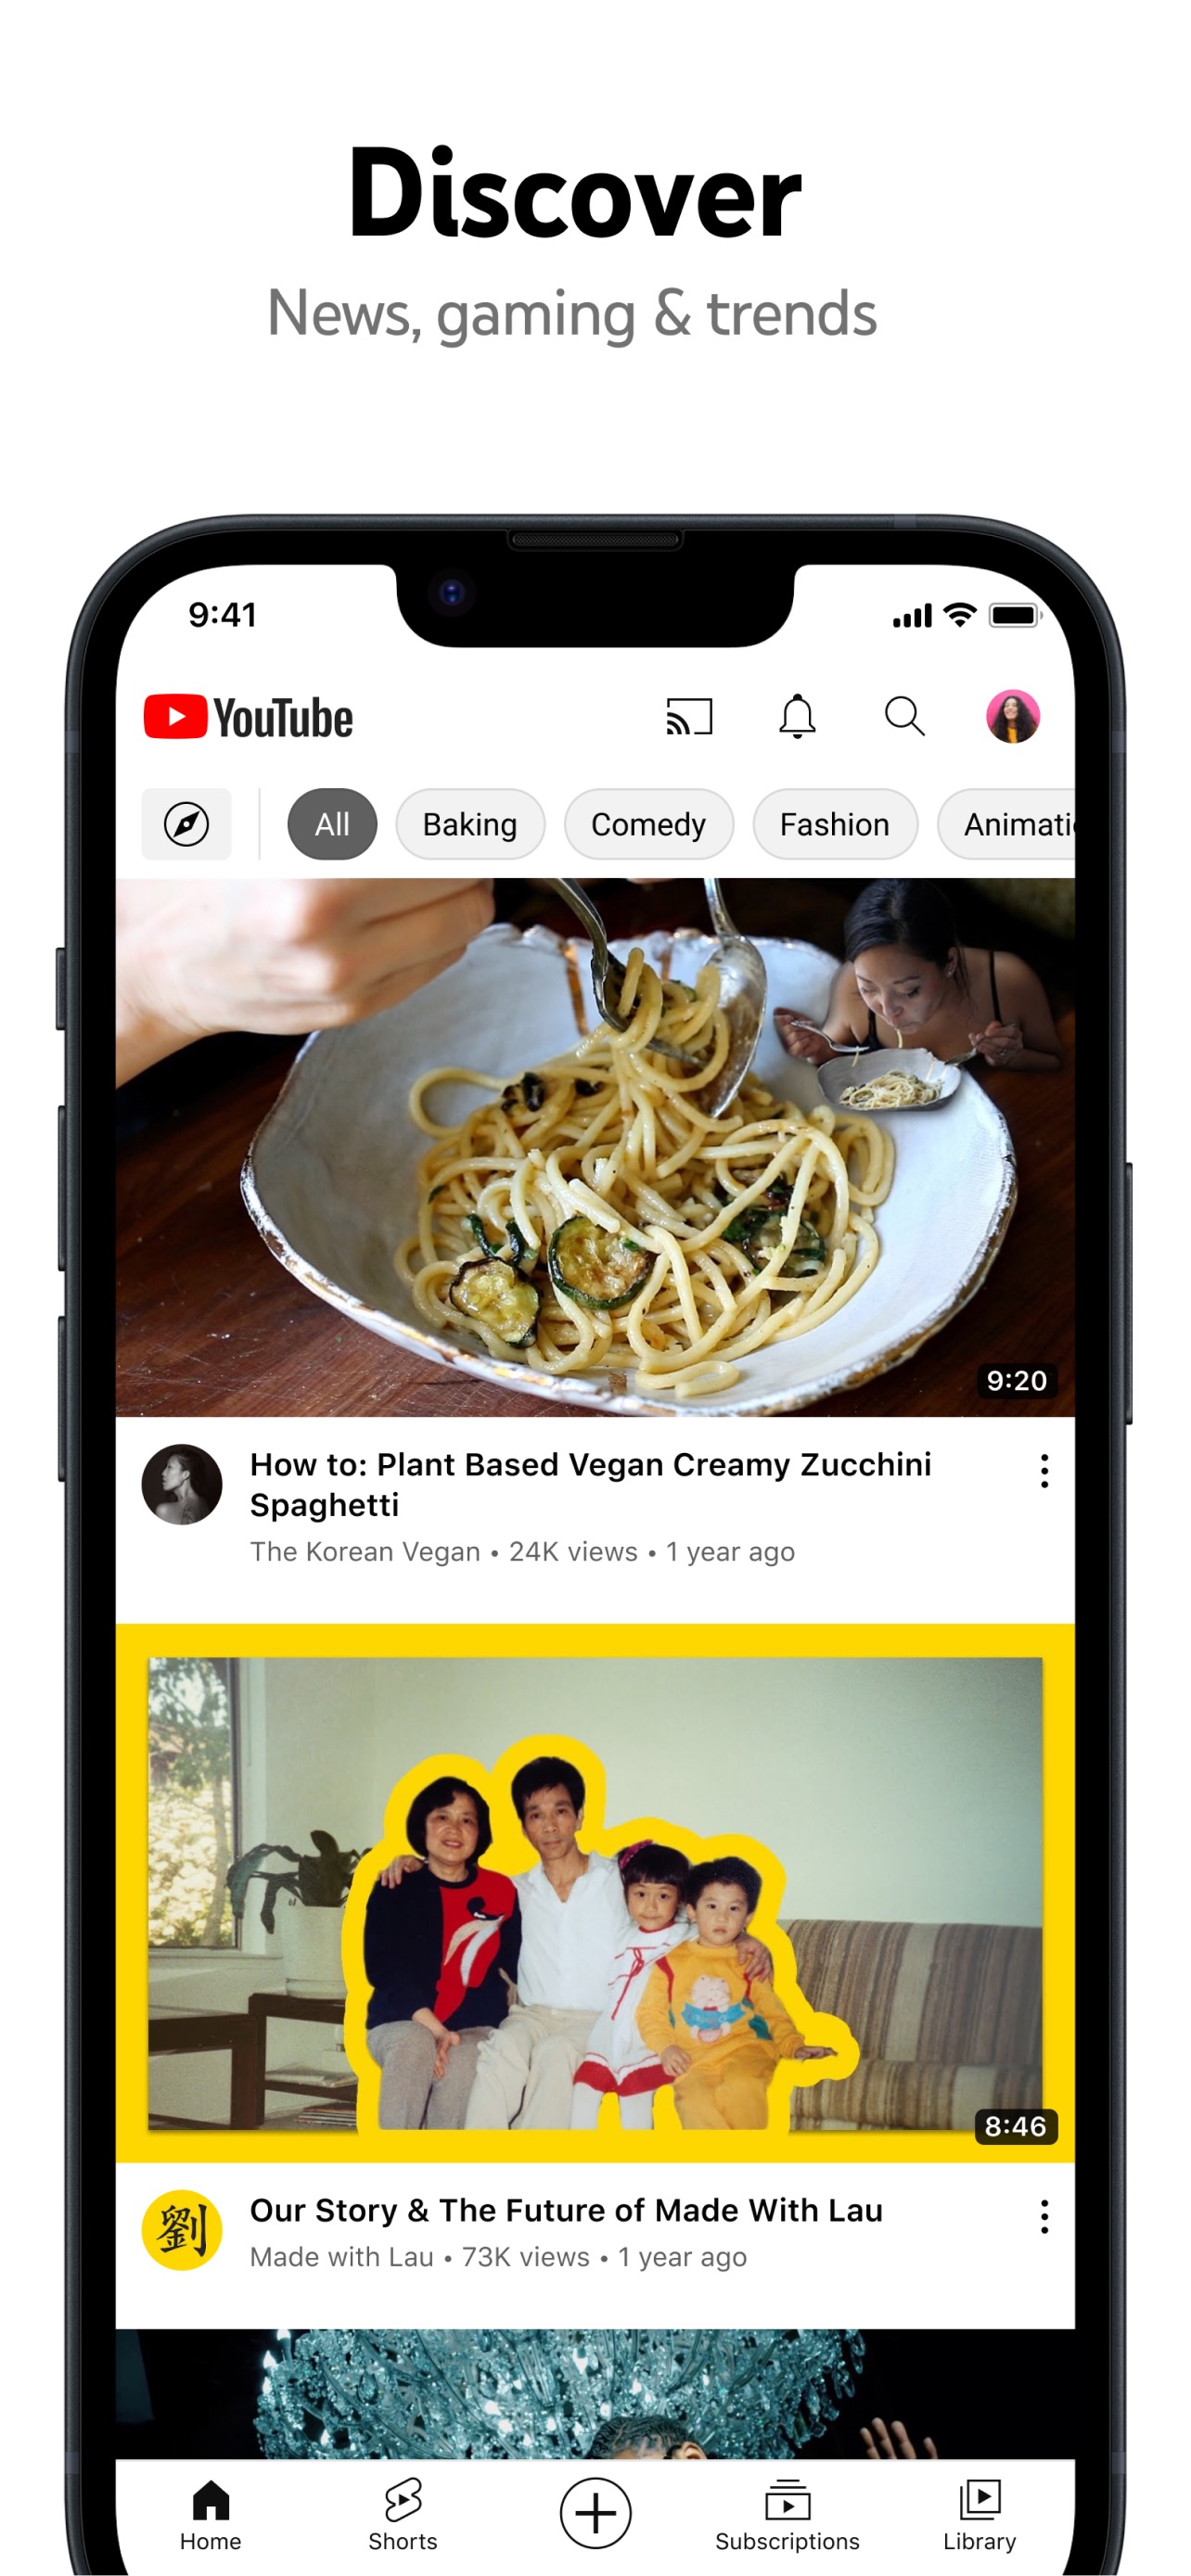 Discover
News, gaming & trends
9:41
YouTube
All
Baking
Comedy
Fashion
Animati
9:20
How to: Plant Based Vegan Creamy Zucchini
Spaghetti
The Korean Vegan • 24K views • 1 year ago
8:46
劉
Our Story & The Future of Made With Lau
Made with Lau • 73K views • 1 year ago
Home
Shorts
Subscriptions
Library